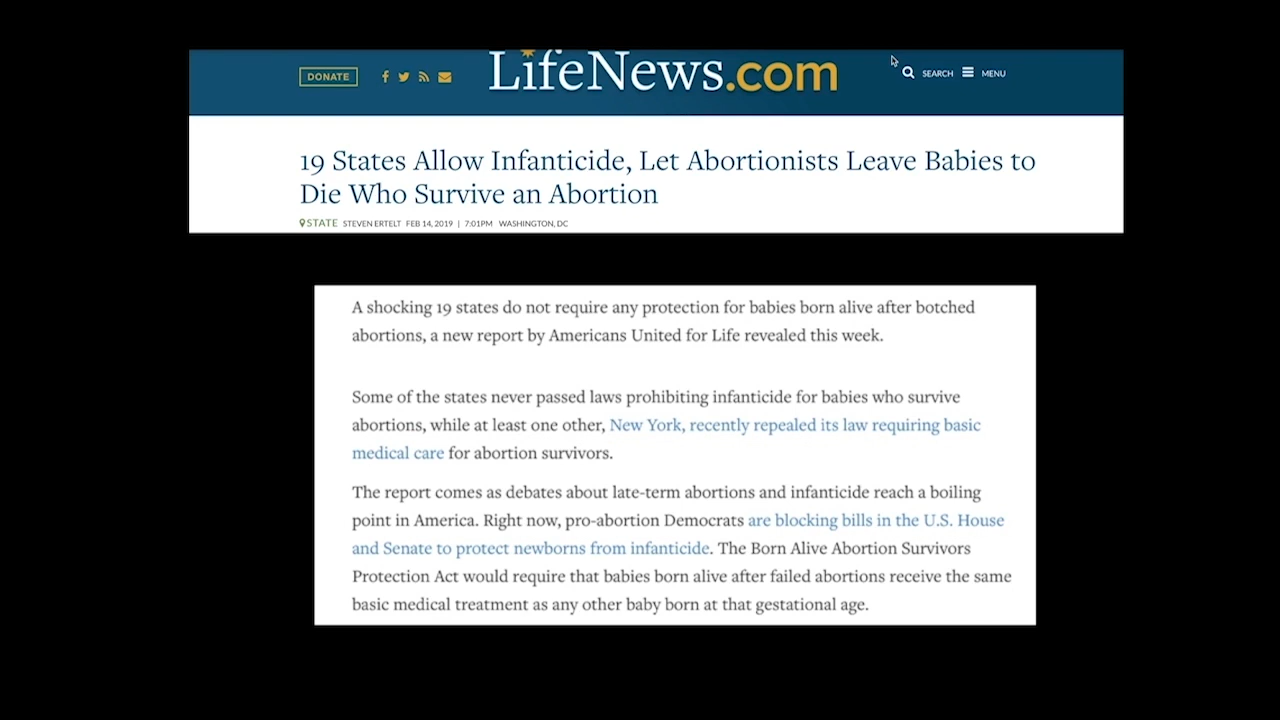 DONATE
LifeNews.com
SEARCH
MENU
19 States Allow Infanticide, Let Abortionists Leave Babies to
Die Who Survive an Abortion
STATE STEVEN ERTELT FEB 14, 2019 | 7:01PM WASHINGTON, DC
A shocking 19 states do not require any protection for babies born alive after botched
abortions, a new report by Americans United for Life revealed this week.
Some of the states never passed laws prohibiting infanticide for babies who survive
abortions, while at least one other, New York, recently repealed its law requiring basic
medical care for abortion survivors.
The report comes as debates about late-term abortions and infanticide reach a boiling
point in America. Right now, pro-abortion Democrats are blocking bills in the U.S. House
and Senate to protect newborns from infanticide. The Born Alive Abortion Survivors
Protection Act would require that babies born alive after failed abortions receive the same
basic medical treatment as any other baby born at that gestational age.